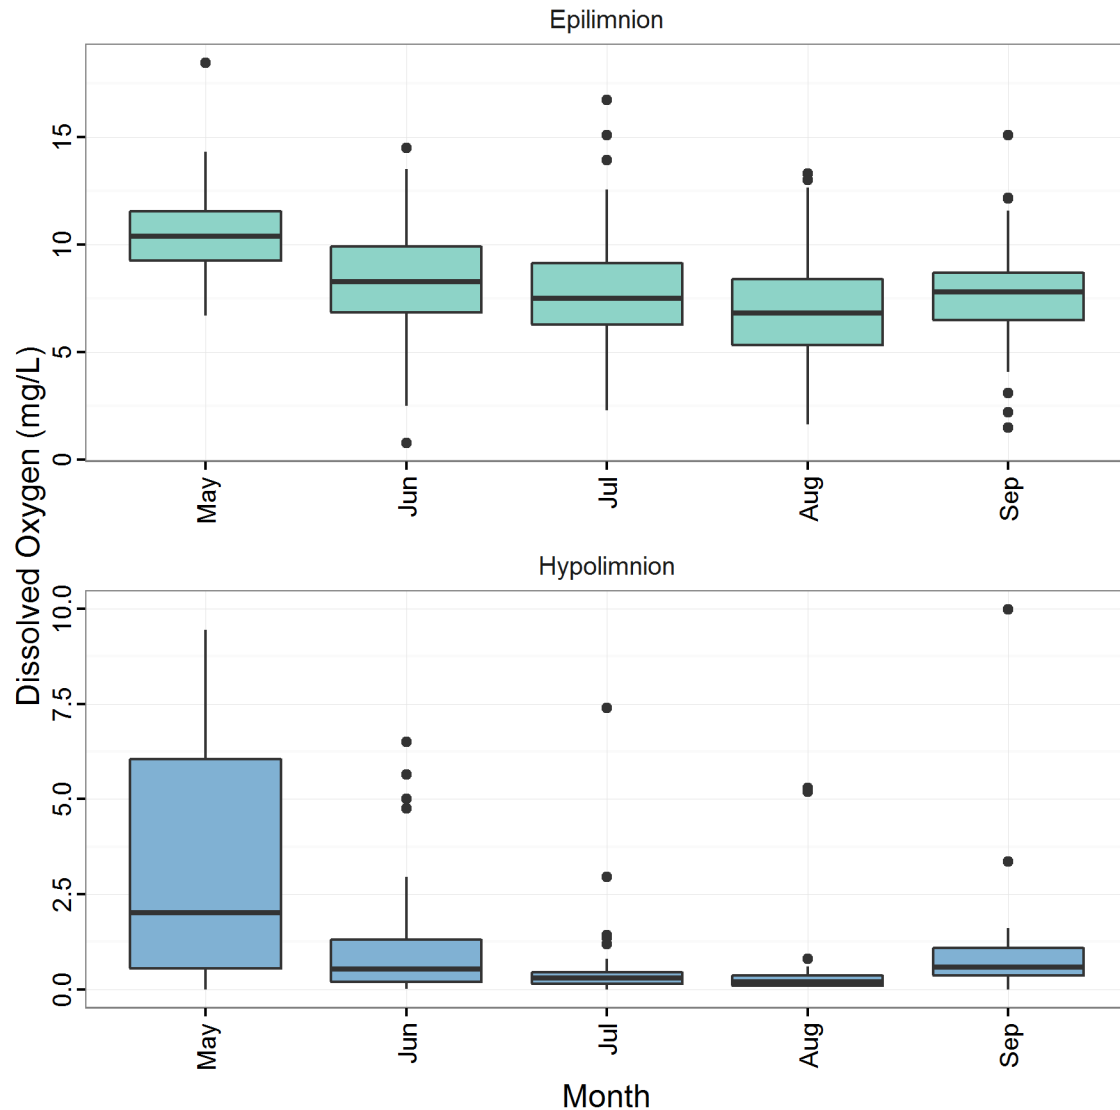 Epilimnion
15
10
5
0
May
Jun
Jul
Aug
Sep
Dissolved Oxygen (mg/L)
Hypolimnion
10.0
7.5
5.0
2.5
0.0
May
Jun
Jul
Aug
Sep
Month